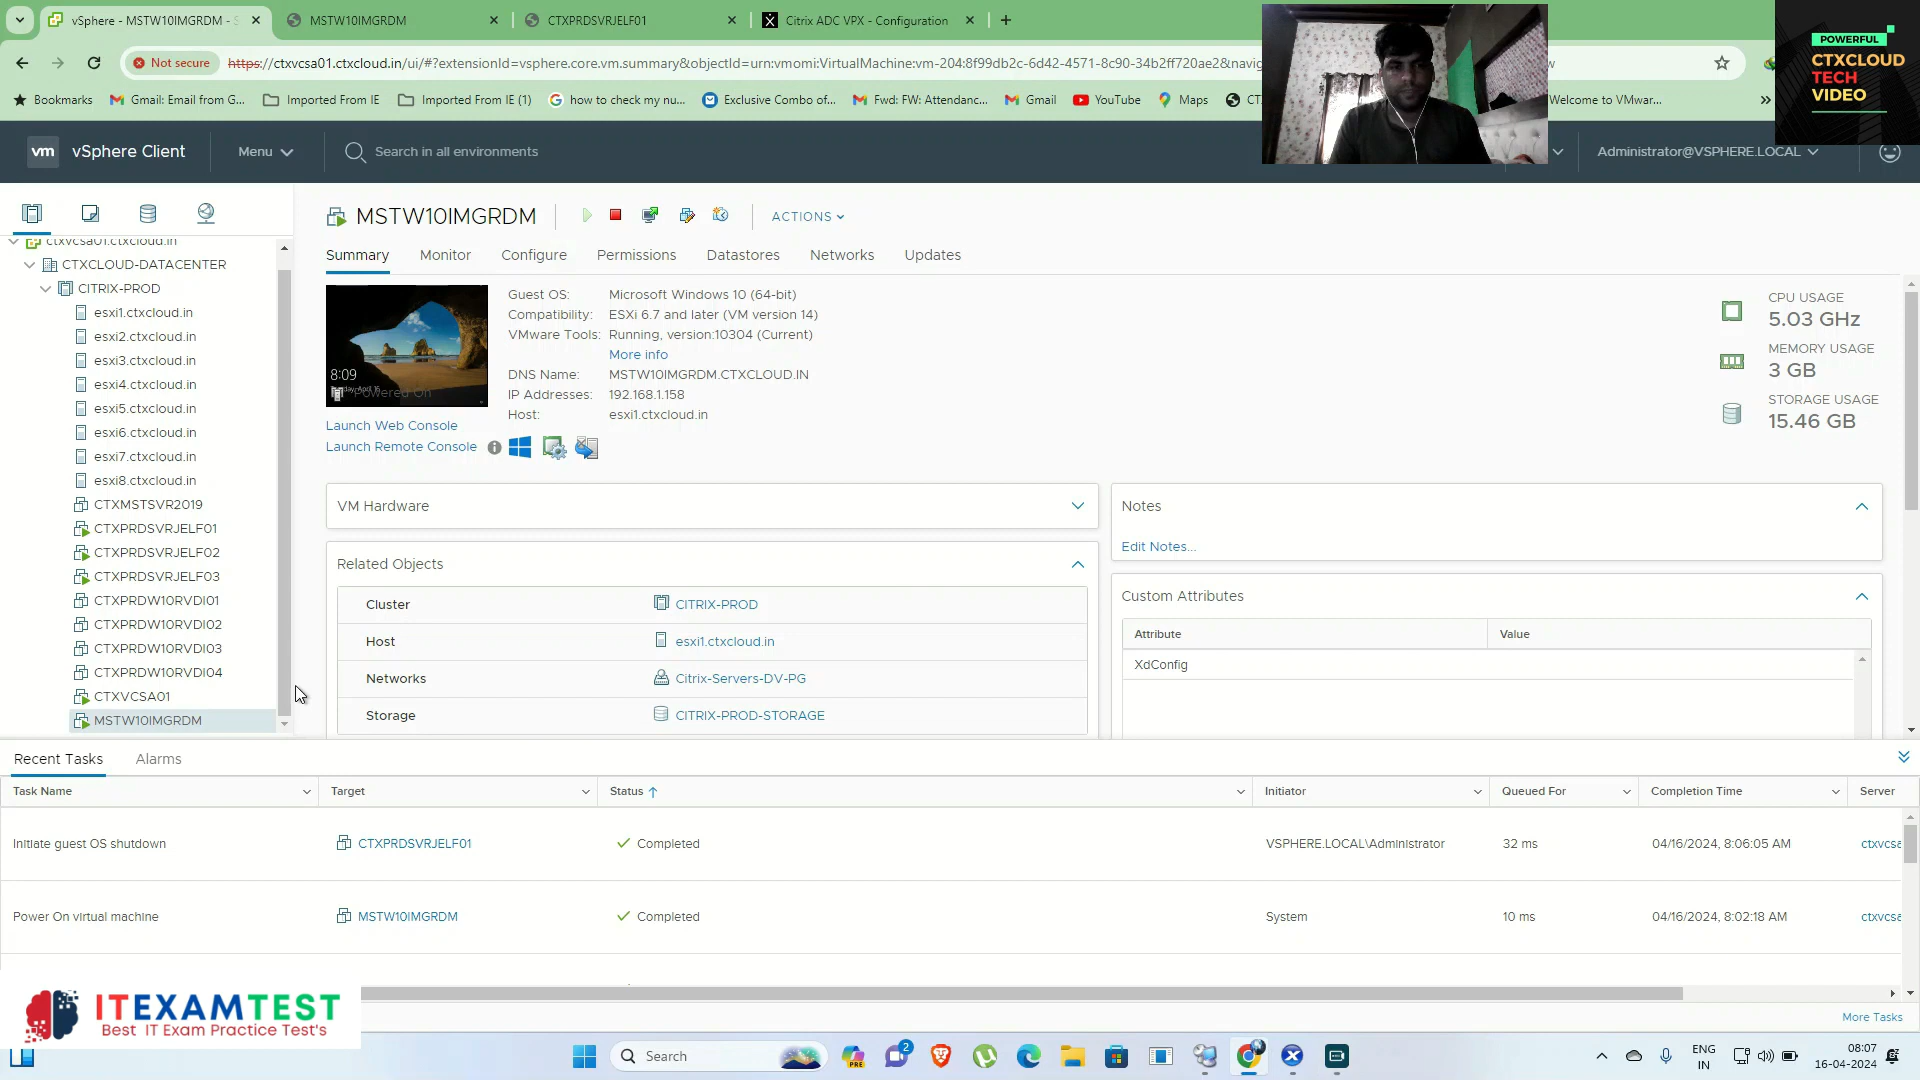 vSphere - MSTW10IMGRDM - S
MSTW10IMGRDM
CTXPRDSVRJELF01
Citrix ADC VPX - Configuration
Not secure
https://ctxvcsa01.ctxcloud.in/ui/#?extensionId=vsphere.core.vm.summary&objectId=urn:vmomi:VirtualMachine:vm-204:8f99db2c-6d42-4571-8c90-34b2ff720ae2&navig
Bookmarks
Gmail: Email from G...
Imported From IE
Imported From IE (1)
how to check my nu...
Exclusive Combo of...
Fwd: FW: Attendanc...
Gmail
YouTube
Maps
Welcome to VMwar...
POWERFUL
CTXCLOUD
TECH
VIDEO
vm
vSphere Client
Menu
Search in all environments
Administrator@VSPHERE.LOCAL
ctxvcsa01.ctxcloud.in
CTXCLOUD-DATACENTER
CITRIX-PROD
esxi1.ctxcloud.in
esxi2.ctxcloud.in
esxi3.ctxcloud.in
esxi4.ctxcloud.in
esxi5.ctxcloud.in
esxi6.ctxcloud.in
esxi7.ctxcloud.in
esxi8.ctxcloud.in
CTXMSTSVR2019
CTXPRDSVRJELF01
CTXPRDSVRJELF02
CTXPRDSVRJELF03
CTXPRDW10RVDI01
CTXPRDW10RVDI02
CTXPRDW10RVDI03
CTXPRDW10RVDI04
CTXVCSA01
MSTW10IMGRDM
MSTW10IMGRDM
ACTIONS
Summary
Monitor
Configure
Permissions
Datastores
Networks
Updates
8:09
Powered On
Guest OS: Microsoft Windows 10 (64-bit)
Compatibility: ESXi 6.7 and later (VM version 14)
VMware Tools: Running, version:10304 (Current)
More info
DNS Name: MSTW10IMGRDM.CTXCLOUD.IN
IP Addresses: 192.168.1.158
Host: esxi1.ctxcloud.in
Launch Web Console
Launch Remote Console
CPU USAGE
5.03 GHz
MEMORY USAGE
3 GB
STORAGE USAGE
15.46 GB
VM Hardware
Related Objects
Cluster CITRIX-PROD
Host esxi1.ctxcloud.in
Networks Citrix-Servers-DV-PG
Storage CITRIX-PROD-STORAGE
Notes
Edit Notes...
Custom Attributes
Attribute Value
XdConfig
Recent Tasks
Alarms
Task Name Target Status Initiator Queued For Completion Time Server
Initiate guest OS shutdown CTXPRDSVRJELF01 Completed VSPHERE.LOCAL\Administrator 32 ms 04/16/2024, 8:06:05 AM ctxvcsa
Power On virtual machine MSTW10IMGRDM Completed System 10 ms 04/16/2024, 8:02:18 AM ctxvcsa
More Tasks
ITEXAMTEST
Best IT Exam Practice Test's
Search
PRE
2
ENG
IN
08:07
16-04-2024